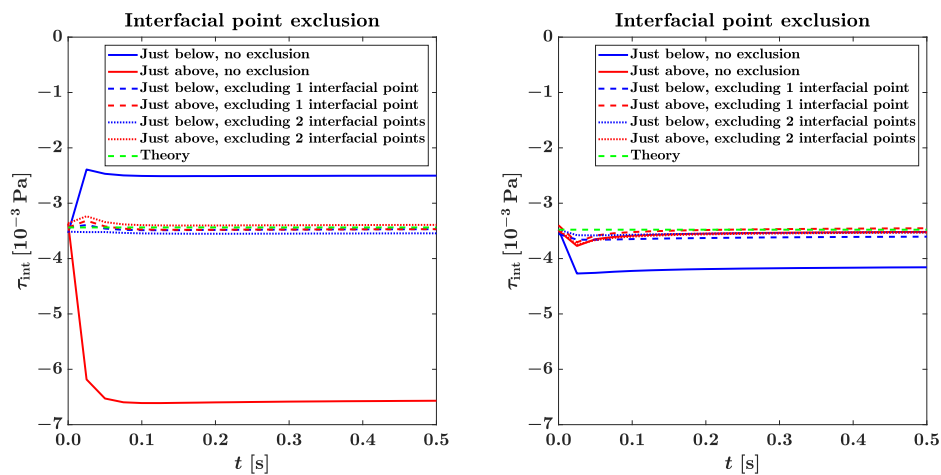 Interfacial point exclusion
0
−1
−2
−3
−4
−5
−6
−7
τint [10−3 Pa]
Just below, no exclusion
Just above, no exclusion
Just below, excluding 1 interfacial point
Just above, excluding 1 interfacial point
Just below, excluding 2 interfacial points
Just above, excluding 2 interfacial points
Theory
0.0 0.1 0.2 0.3 0.4 0.5
t [s]
Interfacial point exclusion
0
−1
−2
−3
−4
−5
−6
−7
τint [10−3 Pa]
Just below, no exclusion
Just above, no exclusion
Just below, excluding 1 interfacial point
Just above, excluding 1 interfacial point
Just below, excluding 2 interfacial points
Just above, excluding 2 interfacial points
Theory
0.0 0.1 0.2 0.3 0.4 0.5
t [s]